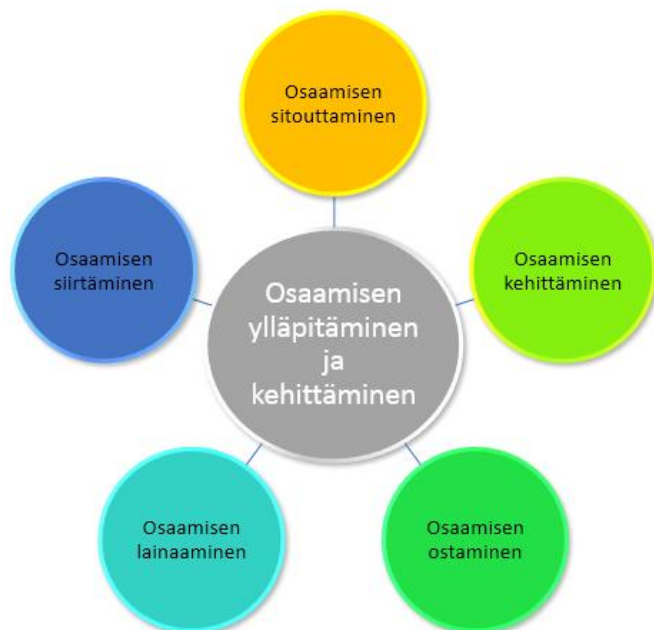 Osaamisen
sitouttaminen
Osaamisen
siirtäminen
Osaamisen
kehittäminen
Osaamisen
ylläpitäminen
ja
kehittäminen
Osaamisen
lainaaminen
Osaamisen
ostaminen